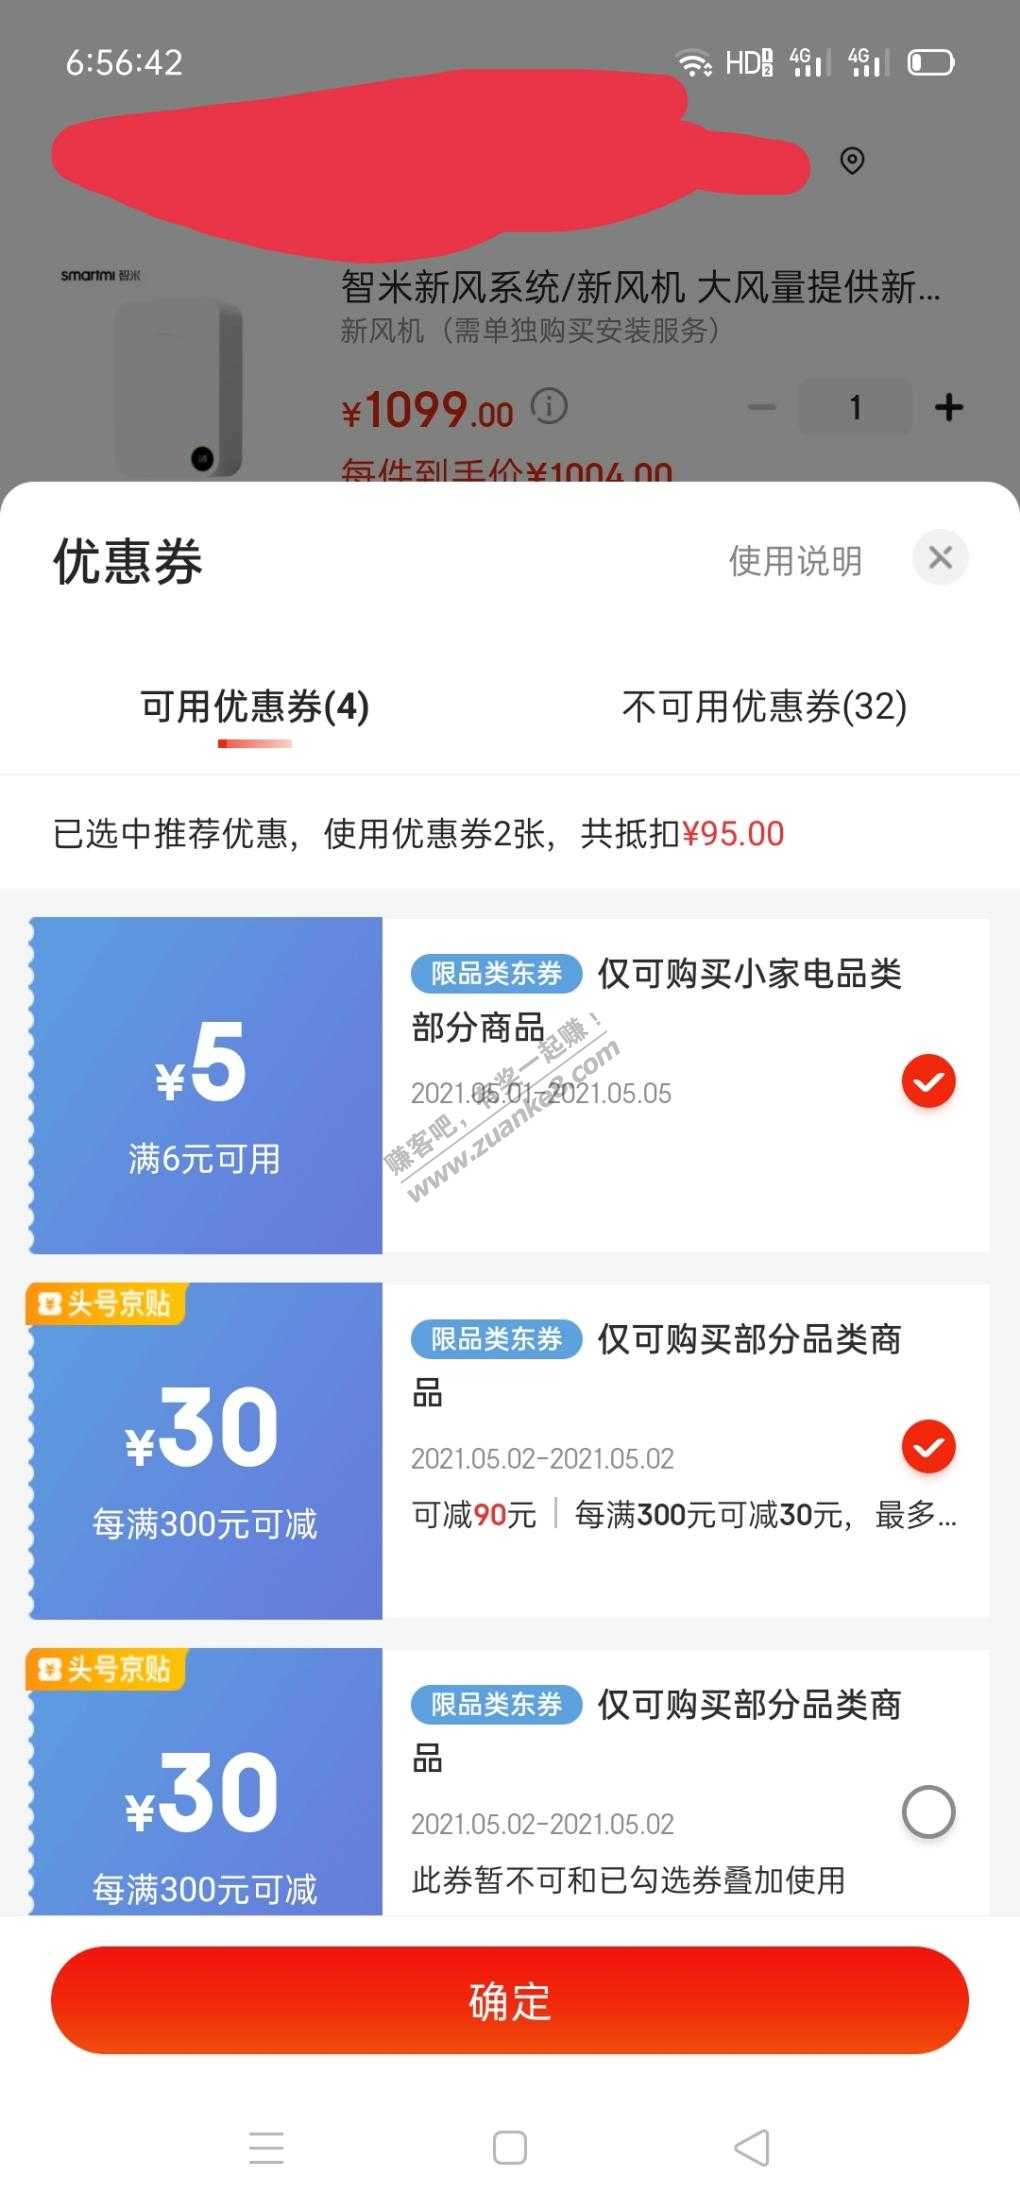 6:56:42 HD 1 2 4G 4G
smartmi 智米
智米新风系统/新风机 大风量提供新...
新风机（需单独购买安装服务）
¥1099.00
1
每件到手价¥1004.00
优惠券
使用说明
可用优惠券(4)
不可用优惠券(32)
已选中推荐优惠，使用优惠券2张，共抵扣¥95.00
¥5
满6元可用
限品类东券 仅可购买小家电品类
部分商品
2021.05.01-2021.05.05
赚客吧，有奖一起赚！
www.zuanke8.com
头号京贴
¥30
每满300元可减
限品类东券 仅可购买部分品类商
品
2021.05.02-2021.05.02
可减90元｜每满300元可减30元，最多...
头号京贴
¥30
每满300元可减
限品类东券 仅可购买部分品类商
品
2021.05.02-2021.05.02
此券暂不可和已勾选券叠加使用
确定